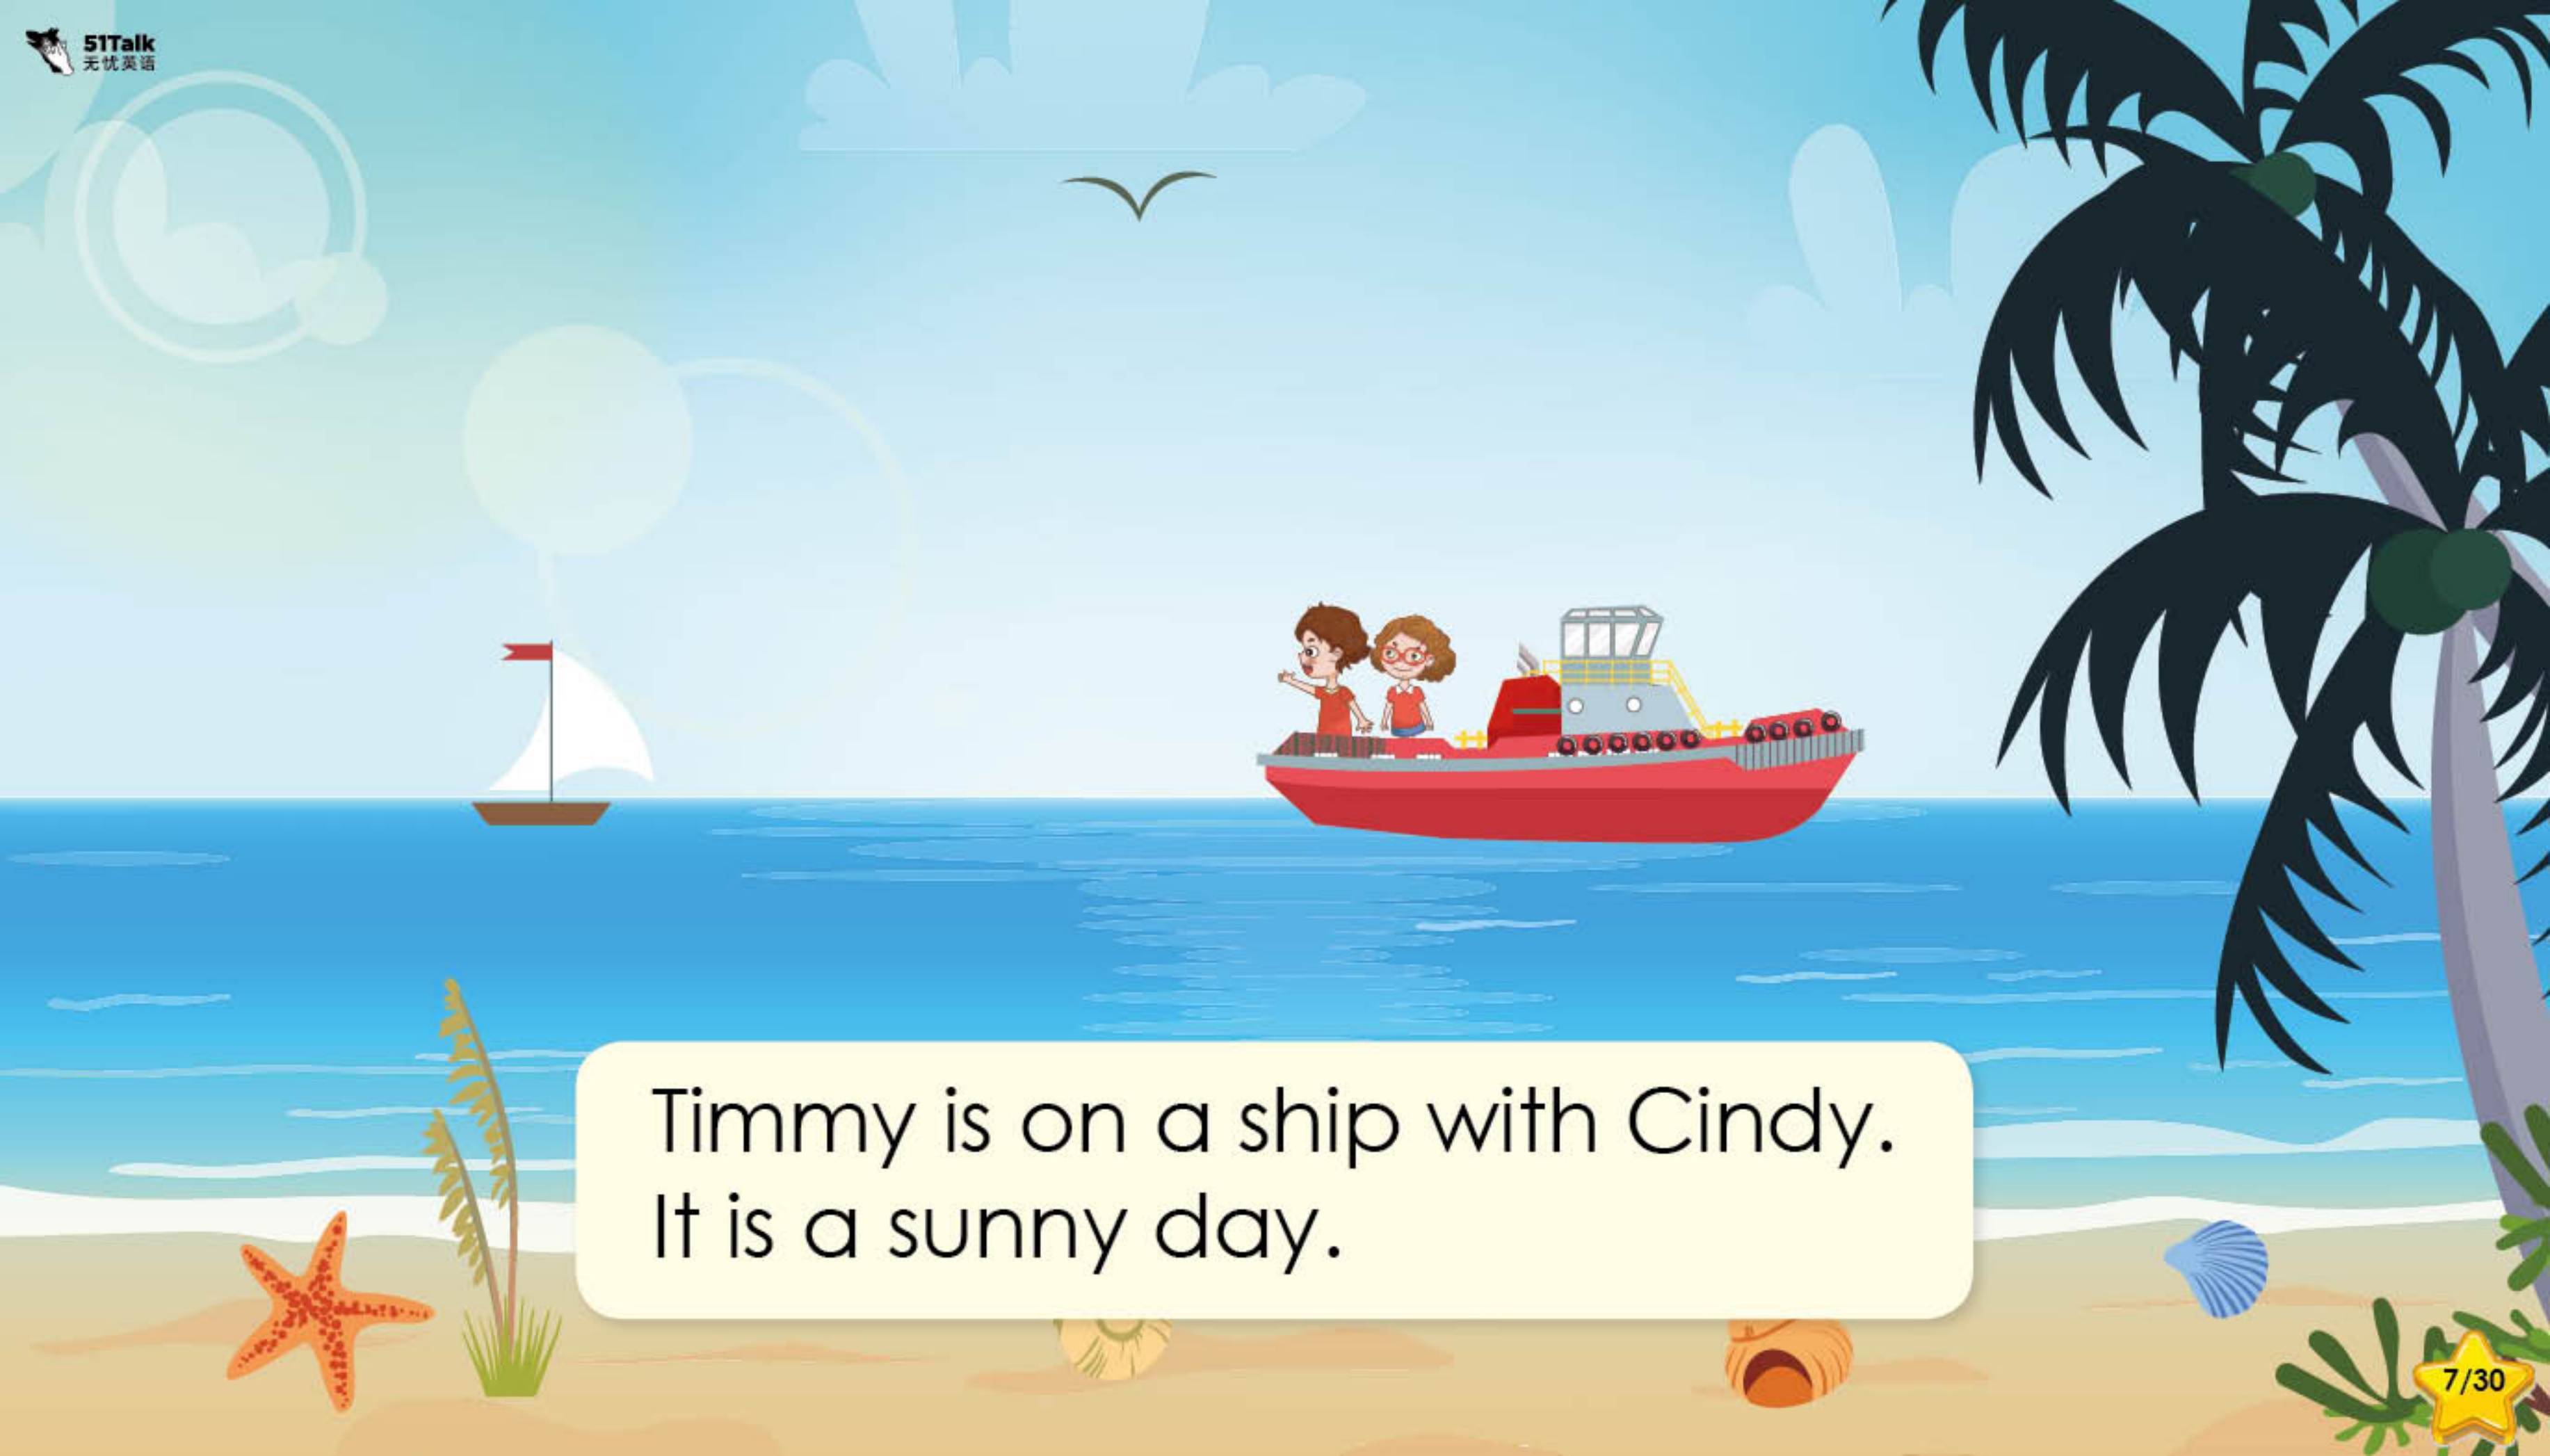 51Talk
无忧英语
Timmy is on a ship with Cindy.
It is a sunny day.
7/30